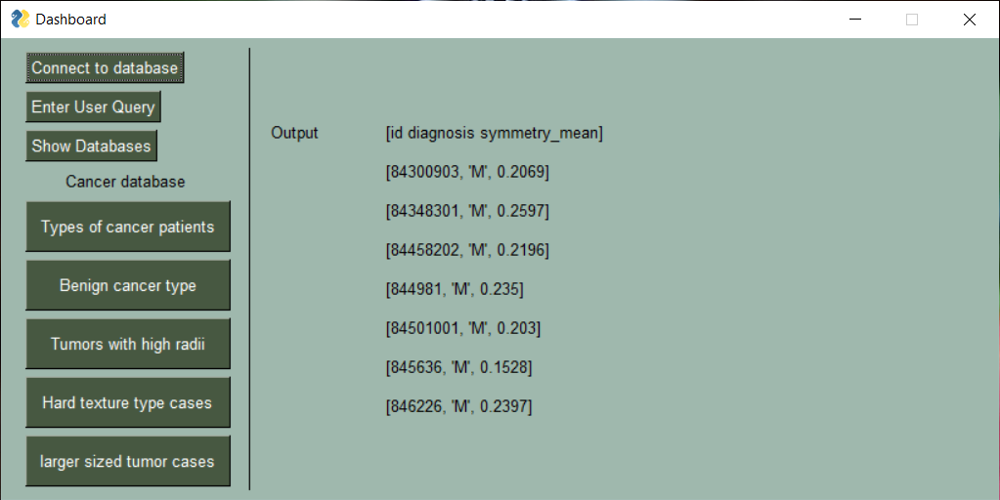 Dashboard
Connect to database
Enter User Query
Show Databases
Cancer database
Types of cancer patients
Benign cancer type
Tumors with high radii
Hard texture type cases
larger sized tumor cases
Output [id diagnosis symmetry_mean]
[84300903, 'M', 0.2069]
[84348301, 'M', 0.2597]
[84458202, 'M', 0.2196]
[844981, 'M', 0.235]
[84501001, 'M', 0.203]
[845636, 'M', 0.1528]
[846226, 'M', 0.2397]